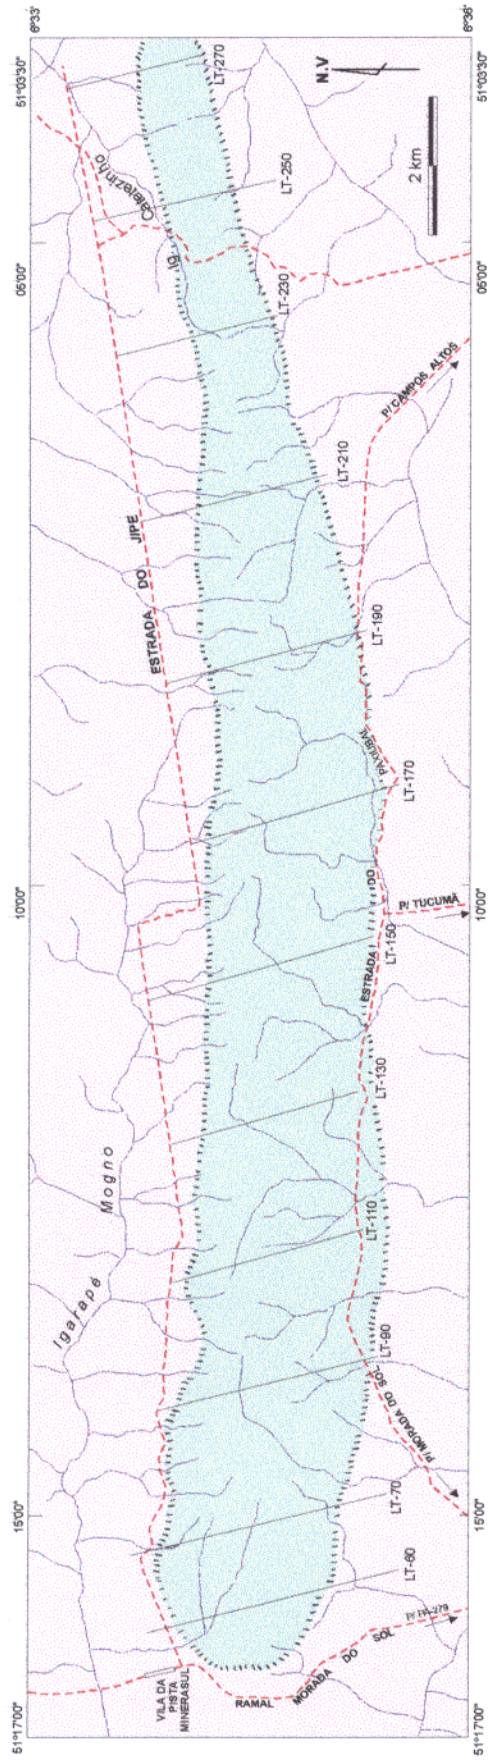 6°33'
6°36'
51°03'30"
51°03'30"
N.V
2 km
LT-270
LT-250
Caetezinho
Ig.
05'00"
05'00"
LT-230
P/ CAMPOS ALTOS
LT-210
ESTRADA DO JIPE
LT-190
LT-170
ESTRADA DO PAXIUBAL
10'00"
10'00"
P/ TUCUMÃ
LT-150
LT-130
Igarapé Mogno
LT-110
LT-90
P/ MORADA DO SOL
LT-70
15'00"
15'00"
LT-60
P/ PA-279
RAMAL MORADA DO SOL
VILA DA
PISTA
MINERASUL
51°17'00"
51°17'00"